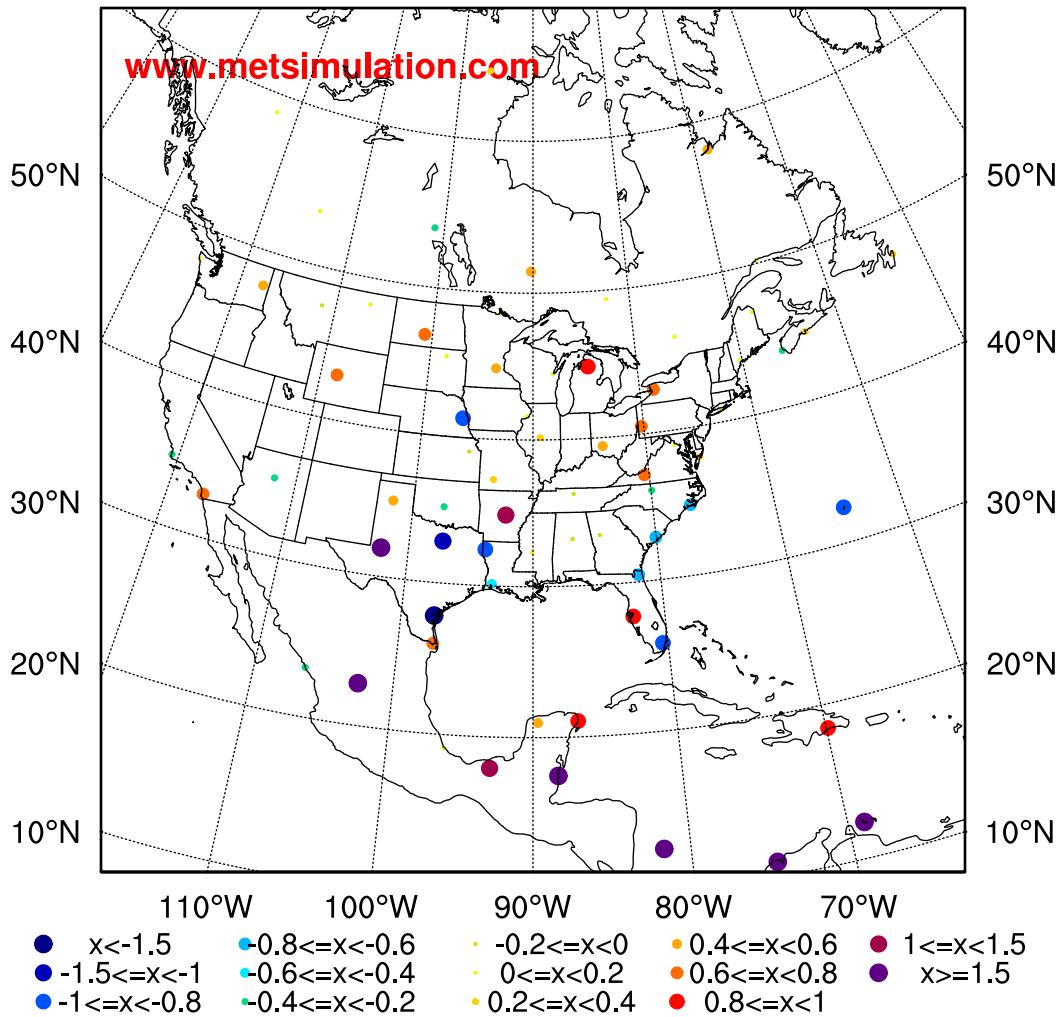 www.metsimulation.com
50°N 50°N
40°N 40°N
30°N 30°N
20°N 20°N
10°N 10°N
110°W 100°W 90°W 80°W 70°W
x<-1.5 -0.8<=x<-0.6 -0.2<=x<0 0.4<=x<0.6 1<=x<1.5
-1.5<=x<-1 -0.6<=x<-0.4 0<=x<0.2 0.6<=x<0.8 x>=1.5
-1<=x<-0.8 -0.4<=x<-0.2 0.2<=x<0.4 0.8<=x<1